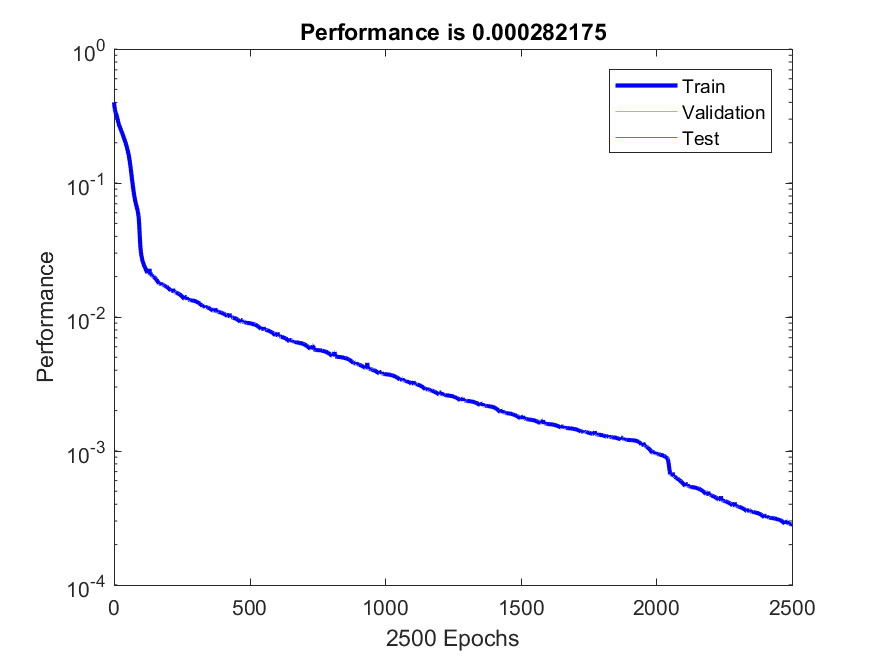 Performance is 0.000282175
10^0
10^-1
10^-2
10^-3
10^-4
Performance
Train
Validation
Test
0
500
1000
1500
2000
2500
2500 Epochs